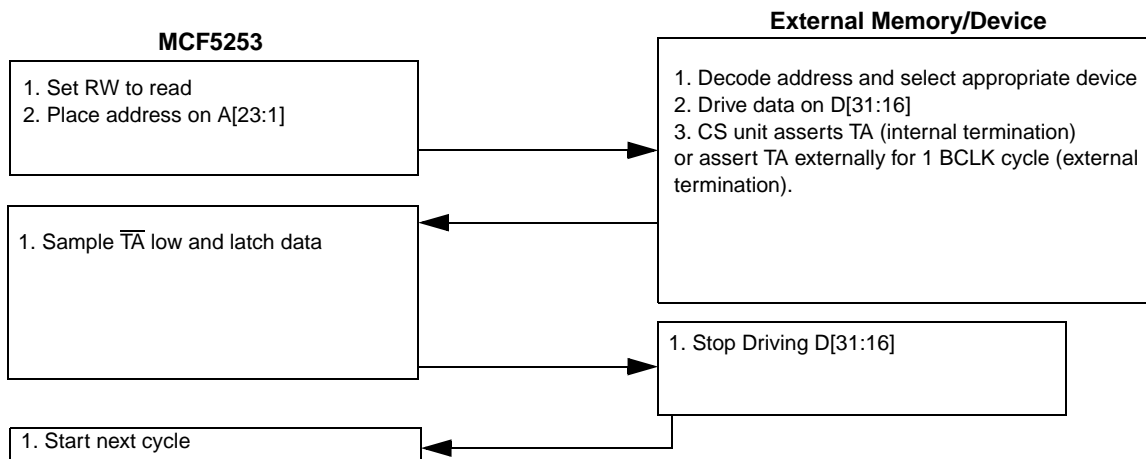 MCF5253
1. Set RW to read
2. Place address on A[23:1]
External Memory/Device
1. Decode address and select appropriate device
2. Drive data on D[31:16]
3. CS unit asserts TA (internal termination)
or assert TA externally for 1 BCLK cycle (external
termination).
1. Sample T̅A̅ low and latch data
1. Stop Driving D[31:16]
1. Start next cycle